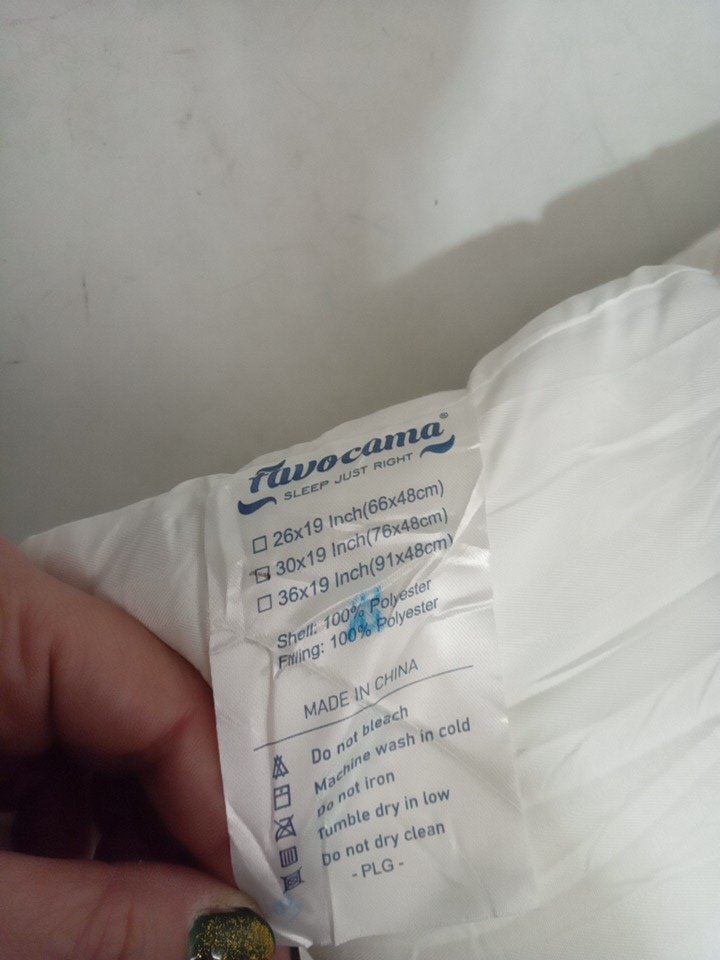 favocama®
SLEEP JUST RIGHT
26x19 Inch(66x48cm)
30x19 Inch(76x48cm)
36x19 Inch(91x48cm)
Shell: 100% Polyester
Filling: 100% Polyester
MADE IN CHINA
Do not bleach
Machine wash in cold
Do not iron
Tumble dry in low
Do not dry clean
- PLG -